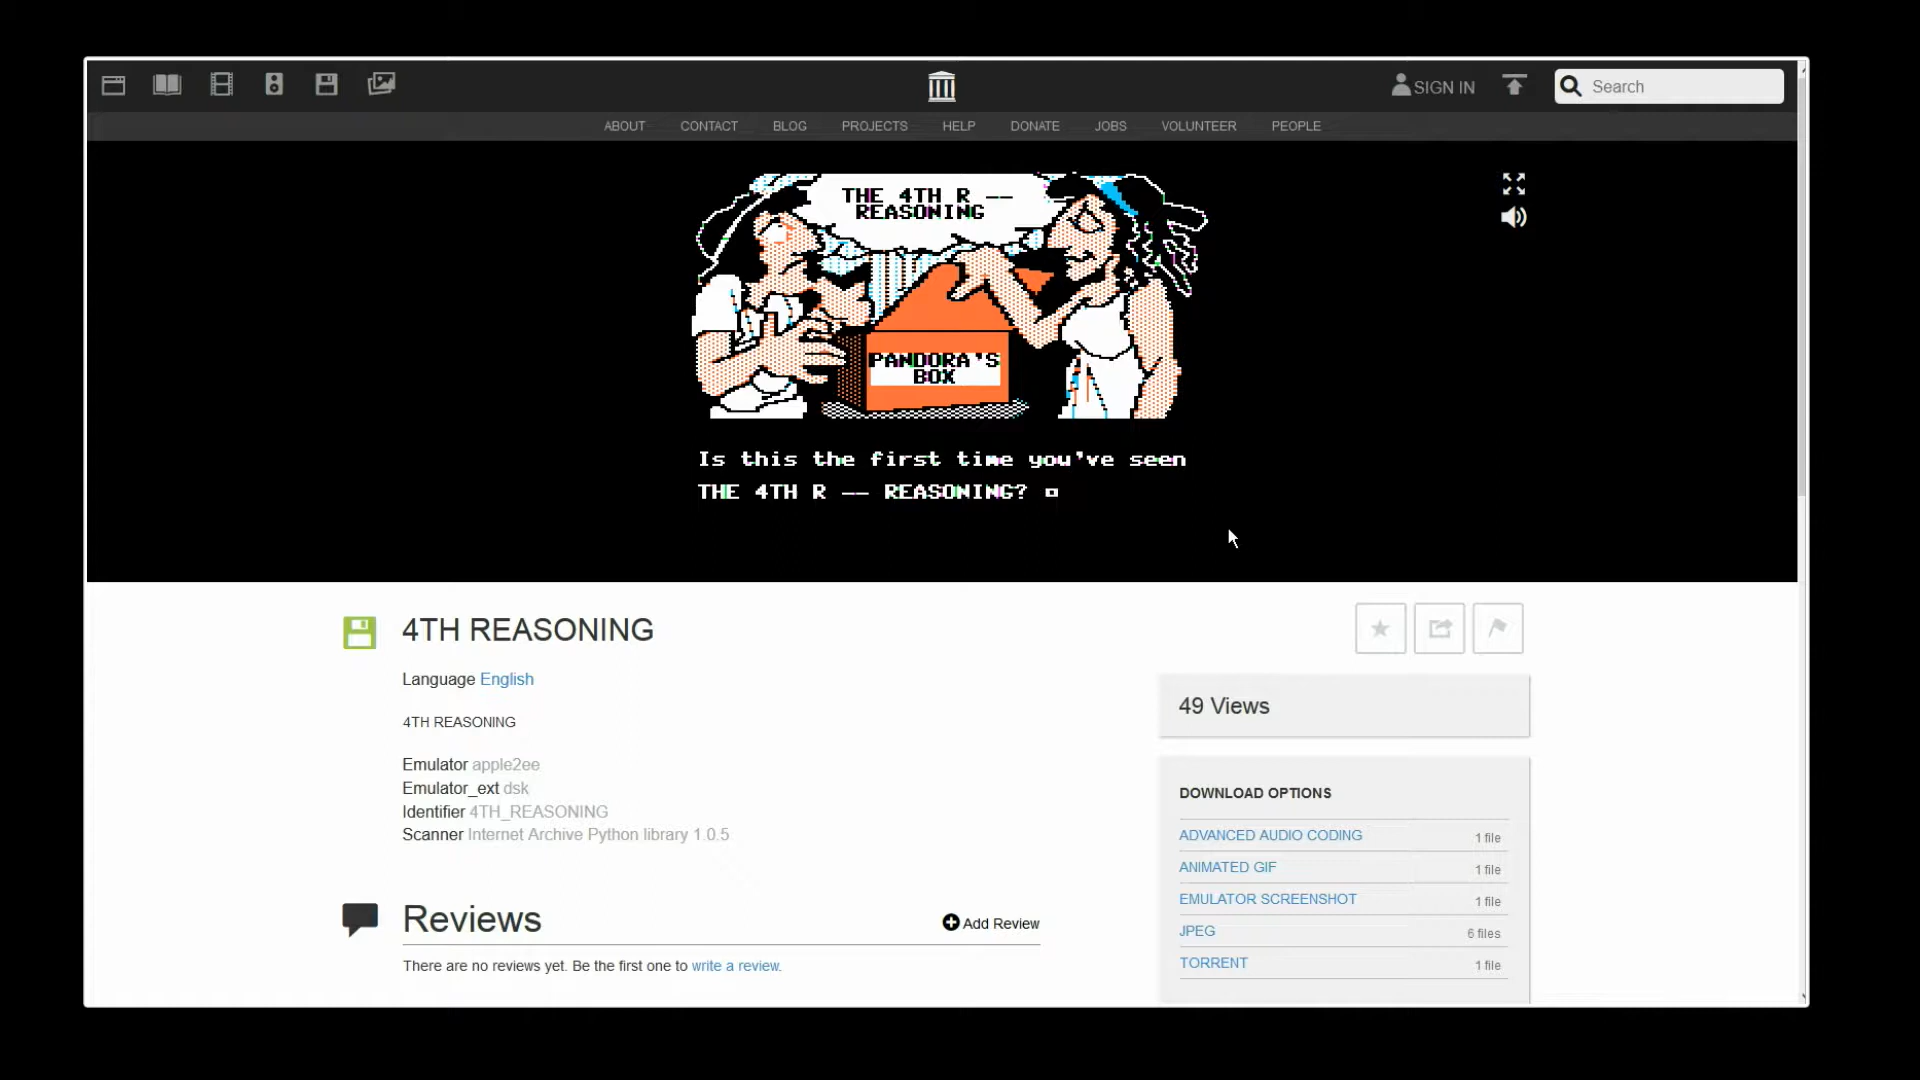 SIGN IN
Search
ABOUT CONTACT BLOG PROJECTS HELP DONATE JOBS VOLUNTEER PEOPLE
THE 4TH R --
REASONING
PANDORA'S
BOX
Is this the first time you've seen
THE 4TH R -- REASONING?
4TH REASONING
Language English
4TH REASONING
Emulator apple2ee
Emulator_ext dsk
Identifier 4TH_REASONING
Scanner Internet Archive Python library 1.0.5
Reviews
Add Review
There are no reviews yet. Be the first one to write a review.
49 Views
DOWNLOAD OPTIONS
ADVANCED AUDIO CODING 1 file
ANIMATED GIF 1 file
EMULATOR SCREENSHOT 1 file
JPEG 6 files
TORRENT 1 file